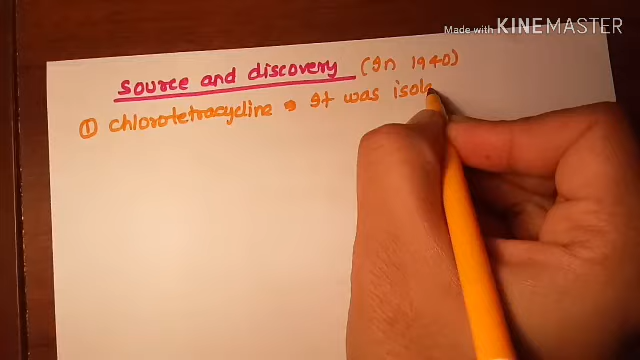 Made with KINEMASTER
Source and discovery (In 1940)
① chlorotetracycline • It was isol